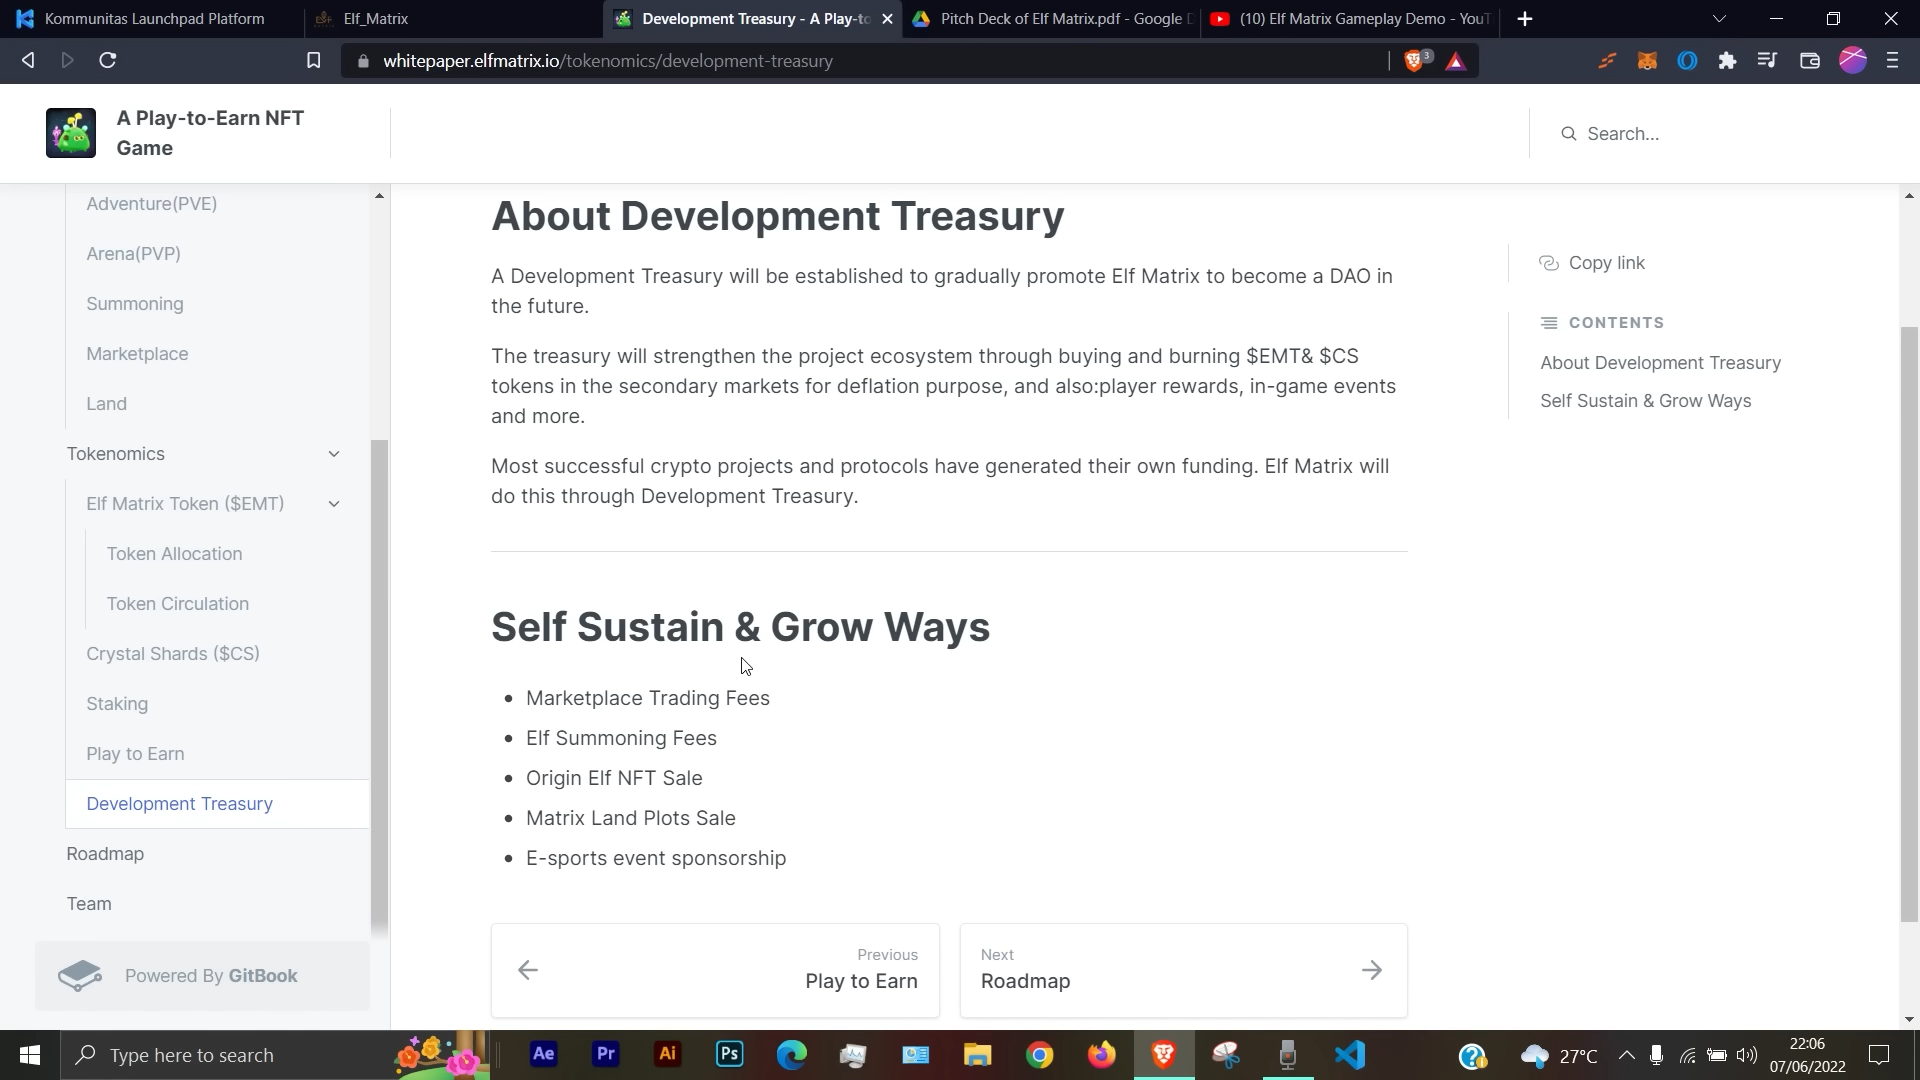 Kommunitas Launchpad Platform
Elf_Matrix
Development Treasury - A Play-to
Pitch Deck of Elf Matrix.pdf - Google D
(10) Elf Matrix Gameplay Demo - YouT
whitepaper.elfmatrix.io/tokenomics/development-treasury
3
A Play-to-Earn NFT
Game
Search...
Adventure(PVE)
Arena(PVP)
Summoning
Marketplace
Land
Tokenomics
Elf Matrix Token ($EMT)
Token Allocation
Token Circulation
Crystal Shards ($CS)
Staking
Play to Earn
Development Treasury
Roadmap
Team
Powered By GitBook
About Development Treasury
A Development Treasury will be established to gradually promote Elf Matrix to become a DAO in
the future.
The treasury will strengthen the project ecosystem through buying and burning $EMT& $CS
tokens in the secondary markets for deflation purpose, and also:player rewards, in-game events
and more.
Most successful crypto projects and protocols have generated their own funding. Elf Matrix will
do this through Development Treasury.
Self Sustain & Grow Ways
• Marketplace Trading Fees
• Elf Summoning Fees
• Origin Elf NFT Sale
• Matrix Land Plots Sale
• E-sports event sponsorship
Previous
Play to Earn
Next
Roadmap
Copy link
CONTENTS
About Development Treasury
Self Sustain & Grow Ways
Type here to search
Ae
Pr
Ai
Ps
27°C
22:06
07/06/2022